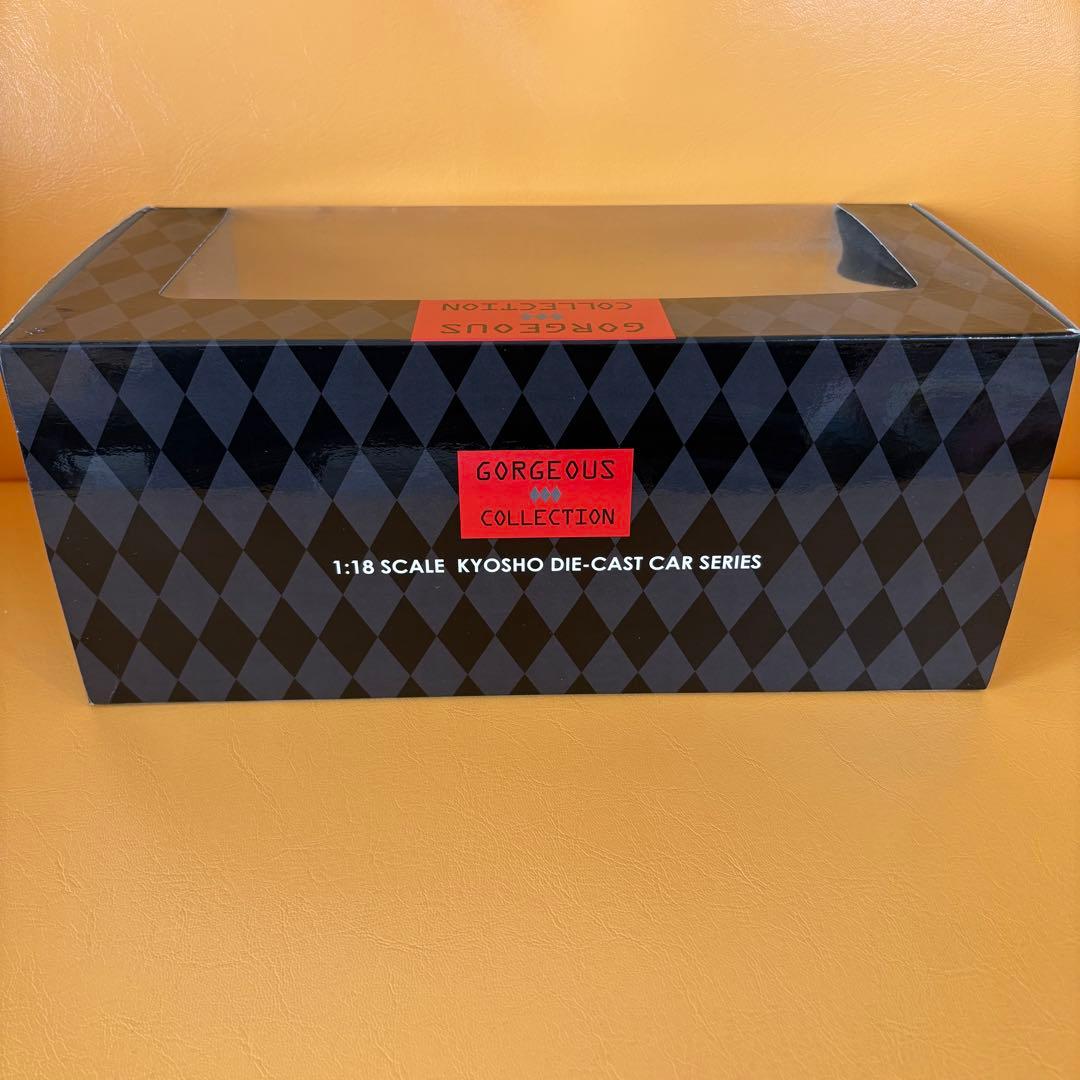 GORGEOUS
COLLECTION
GORGEOUS
COLLECTION
1:18 SCALE KYOSHO DIE-CAST CAR SERIES